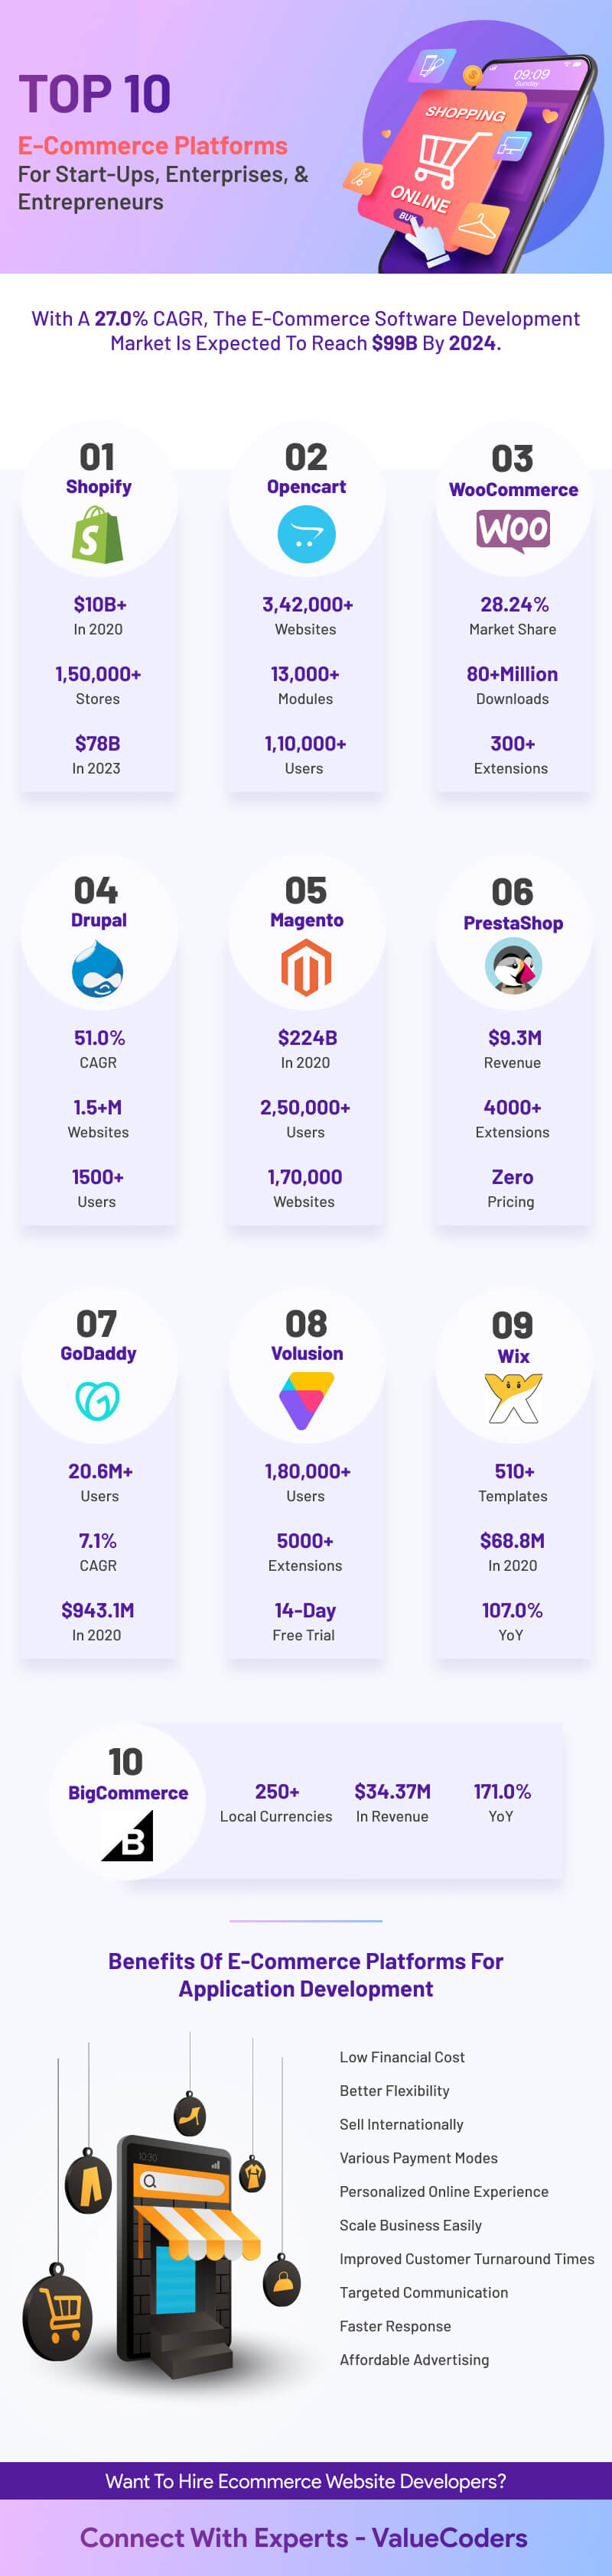 TOP 10
E-Commerce Platforms
For Start-Ups, Enterprises, &
Entrepreneurs
09:09
Sunday
SHOPPING
ONLINE
BUY
With A 27.0% CAGR, The E-Commerce Software Development
Market Is Expected To Reach $99B By 2024.
01
Shopify
S
$10B+
In 2020
1,50,000+
Stores
$78B
In 2023
02
Opencart
3,42,000+
Websites
13,000+
Modules
1,10,000+
Users
03
WooCommerce
WOO
28.24%
Market Share
80+Million
Downloads
300+
Extensions
04
Drupal
51.0%
CAGR
1.5+M
Websites
1500+
Users
05
Magento
$224B
In 2020
2,50,000+
Users
1,70,000
Websites
06
PrestaShop
$9.3M
Revenue
4000+
Extensions
Zero
Pricing
07
GoDaddy
20.6M+
Users
7.1%
CAGR
$943.1M
In 2020
08
Volusion
1,80,000+
Users
5000+
Extensions
14-Day
Free Trial
09
Wix
510+
Templates
$68.8M
In 2020
107.0%
YoY
10
BigCommerce
B
250+
Local Currencies
$34.37M
In Revenue
171.0%
YoY
Benefits Of E-Commerce Platforms For
Application Development
10:30
Low Financial Cost
Better Flexibility
Sell Internationally
Various Payment Modes
Personalized Online Experience
Scale Business Easily
Improved Customer Turnaround Times
Targeted Communication
Faster Response
Affordable Advertising
Want To Hire Ecommerce Website Developers?
Connect With Experts - ValueCoders